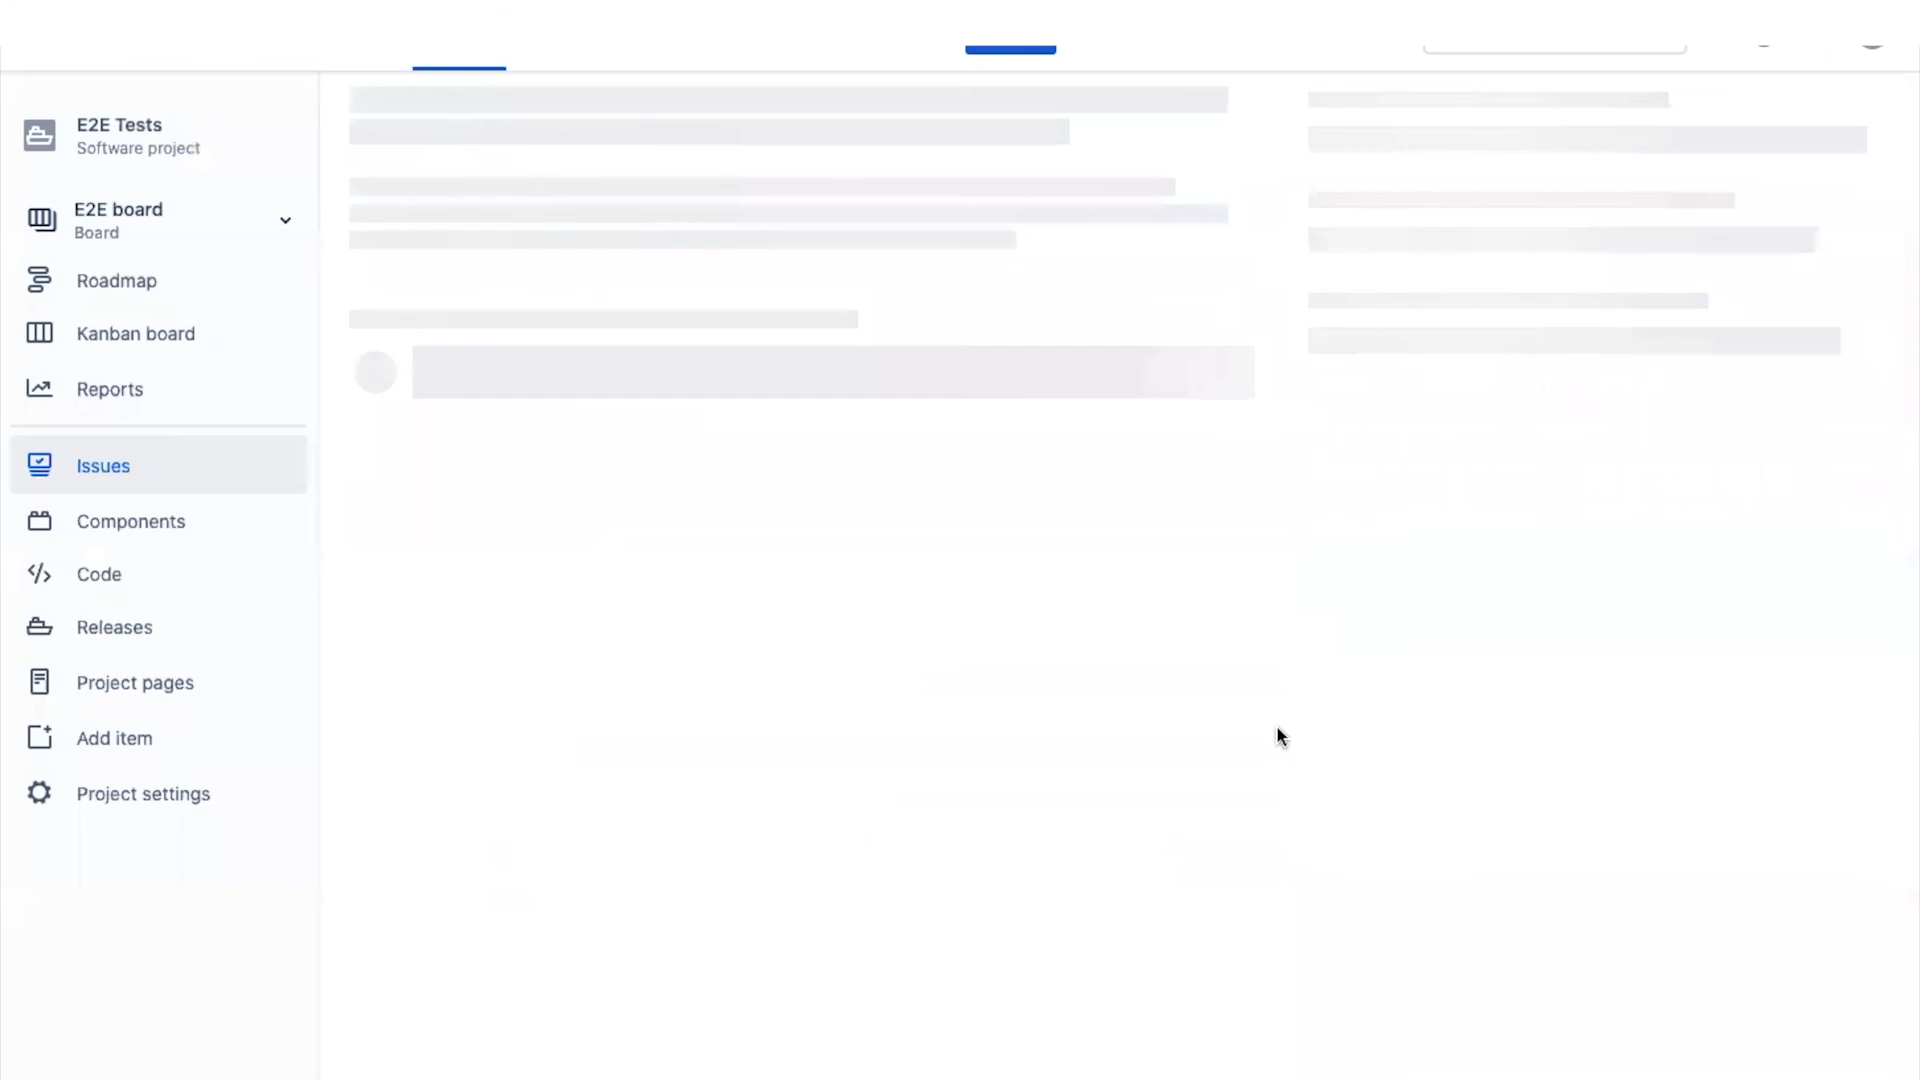 E2E Tests
Software project
E2E board
Board
Roadmap
Kanban board
Reports
Issues
Components
Code
Releases
Project pages
Add item
Project settings